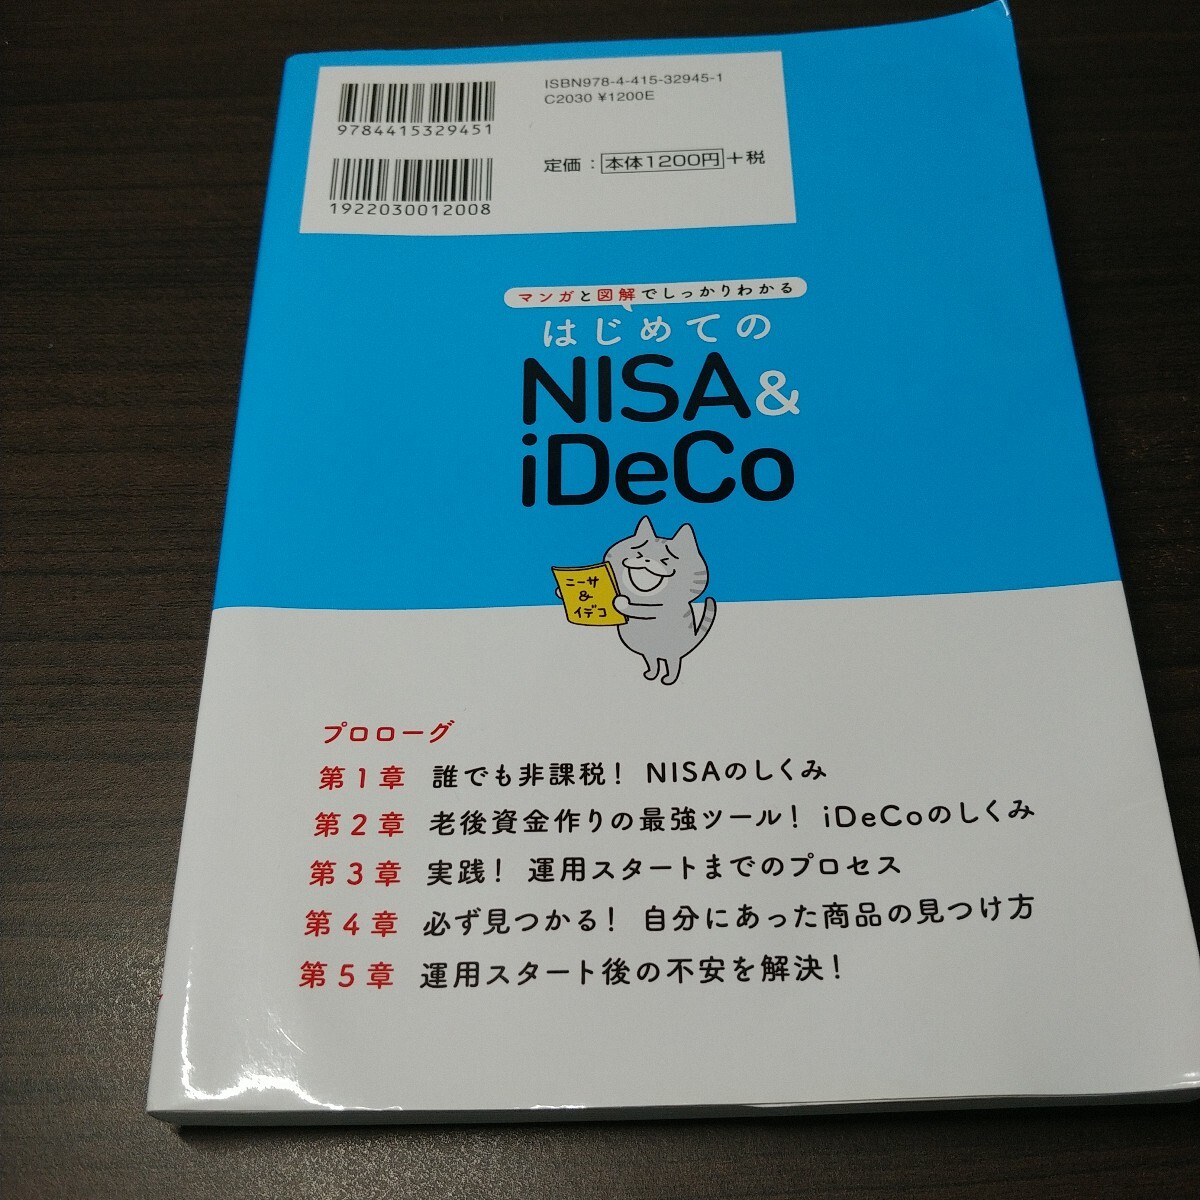 ISBN978-4-415-32945-1
C2030 ¥1200E
9784415329451
定価：本体1200円+税
1922030012008
マンガと図解でしっかりわかる
はじめての
NISA&
iDeCo
ニーサ
&
イデコ
プロローグ
第1章 誰でも非課税！ NISAのしくみ
第2章 老後資金作りの最強ツール！ iDeCoのしくみ
第3章 実践！ 運用スタートまでのプロセス
第4章 必ず見つかる！ 自分にあった商品の見つけ方
第5章 運用スタート後の不安を解決！